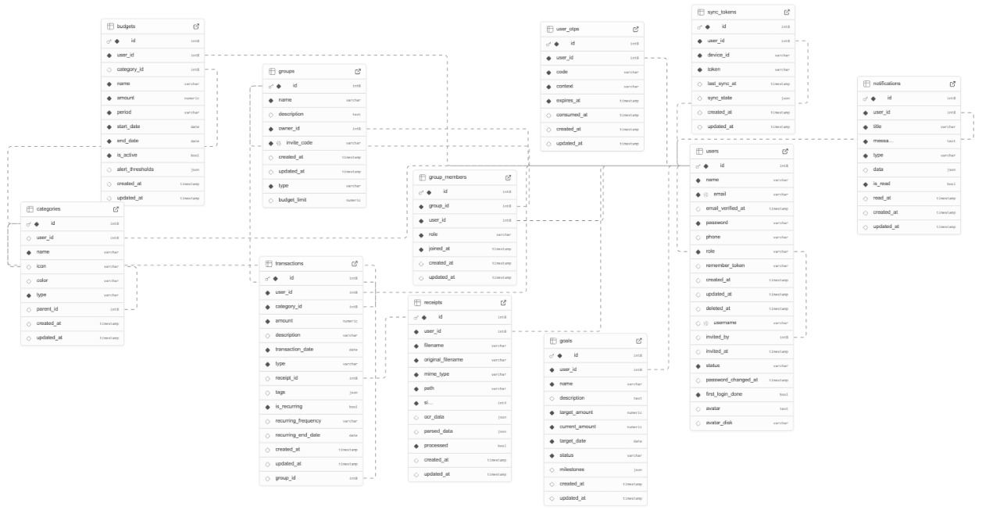 budgets
id int8
user_id int8
category_id int8
name varchar
amount numeric
period varchar
start_date date
end_date date
is_active bool
alert_thresholds json
created_at timestamp
updated_at timestamp
categories
id int8
user_id int8
name varchar
icon varchar
color varchar
type varchar
parent_id int8
created_at timestamp
updated_at timestamp
groups
id int8
name varchar
description text
owner_id int8
invite_code varchar
created_at timestamp
updated_at timestamp
type varchar
budget_limit numeric
transactions
id int8
user_id int8
category_id int8
amount numeric
description varchar
transaction_date date
type varchar
receipt_id int8
tags json
is_recurring bool
recurring_frequency varchar
recurring_end_date date
created_at timestamp
updated_at timestamp
group_id int8
group_members
id int8
group_id int8
user_id int8
role varchar
joined_at timestamp
created_at timestamp
updated_at timestamp
receipts
id int8
user_id int8
filename varchar
original_filename varchar
mime_type varchar
path varchar
si... int4
ocr_data json
parsed_data json
processed bool
created_at timestamp
updated_at timestamp
user_otps
id int8
user_id int8
code varchar
context varchar
expires_at timestamp
consumed_at timestamp
created_at timestamp
updated_at timestamp
goals
id int8
user_id int8
name varchar
description text
target_amount numeric
current_amount numeric
target_date date
status varchar
milestones json
created_at timestamp
updated_at timestamp
sync_tokens
id int8
user_id int8
device_id varchar
token varchar
last_sync_at timestamp
sync_state json
created_at timestamp
updated_at timestamp
users
id int8
name varchar
email varchar
email_verified_at timestamp
password varchar
phone varchar
role varchar
remember_token varchar
created_at timestamp
updated_at timestamp
deleted_at timestamp
username varchar
invited_by int8
invited_at timestamp
status varchar
password_changed_at timestamp
first_login_done bool
avatar text
avatar_disk varchar
notifications
id int8
user_id int8
title varchar
messa... text
type varchar
data json
is_read bool
read_at timestamp
created_at timestamp
updated_at timestamp